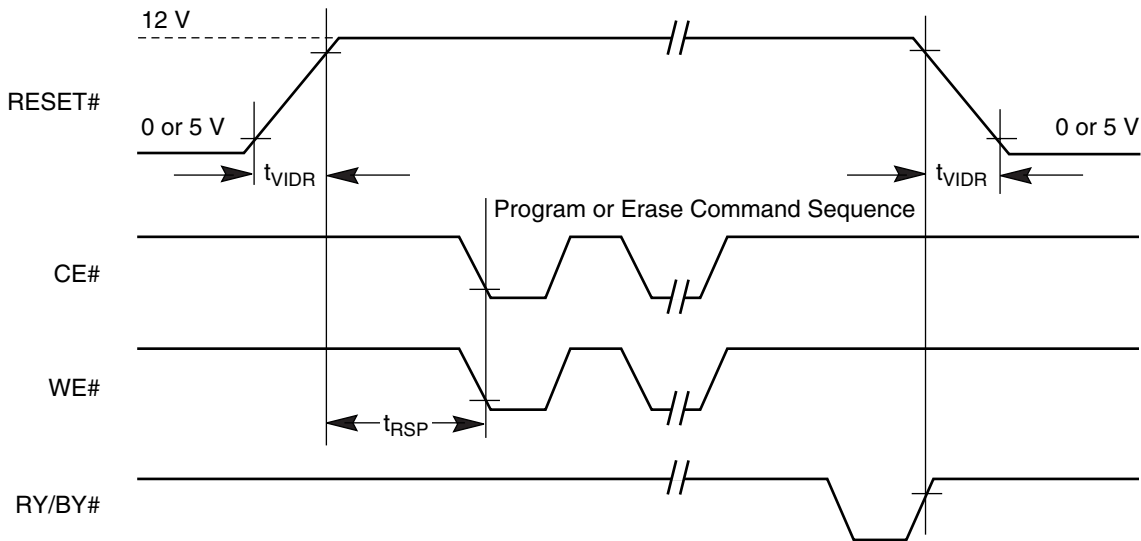 12 V
RESET#
0 or 5 V
0 or 5 V
tVIDR
tVIDR
Program or Erase Command Sequence
CE#
WE#
tRSP
RY/BY#